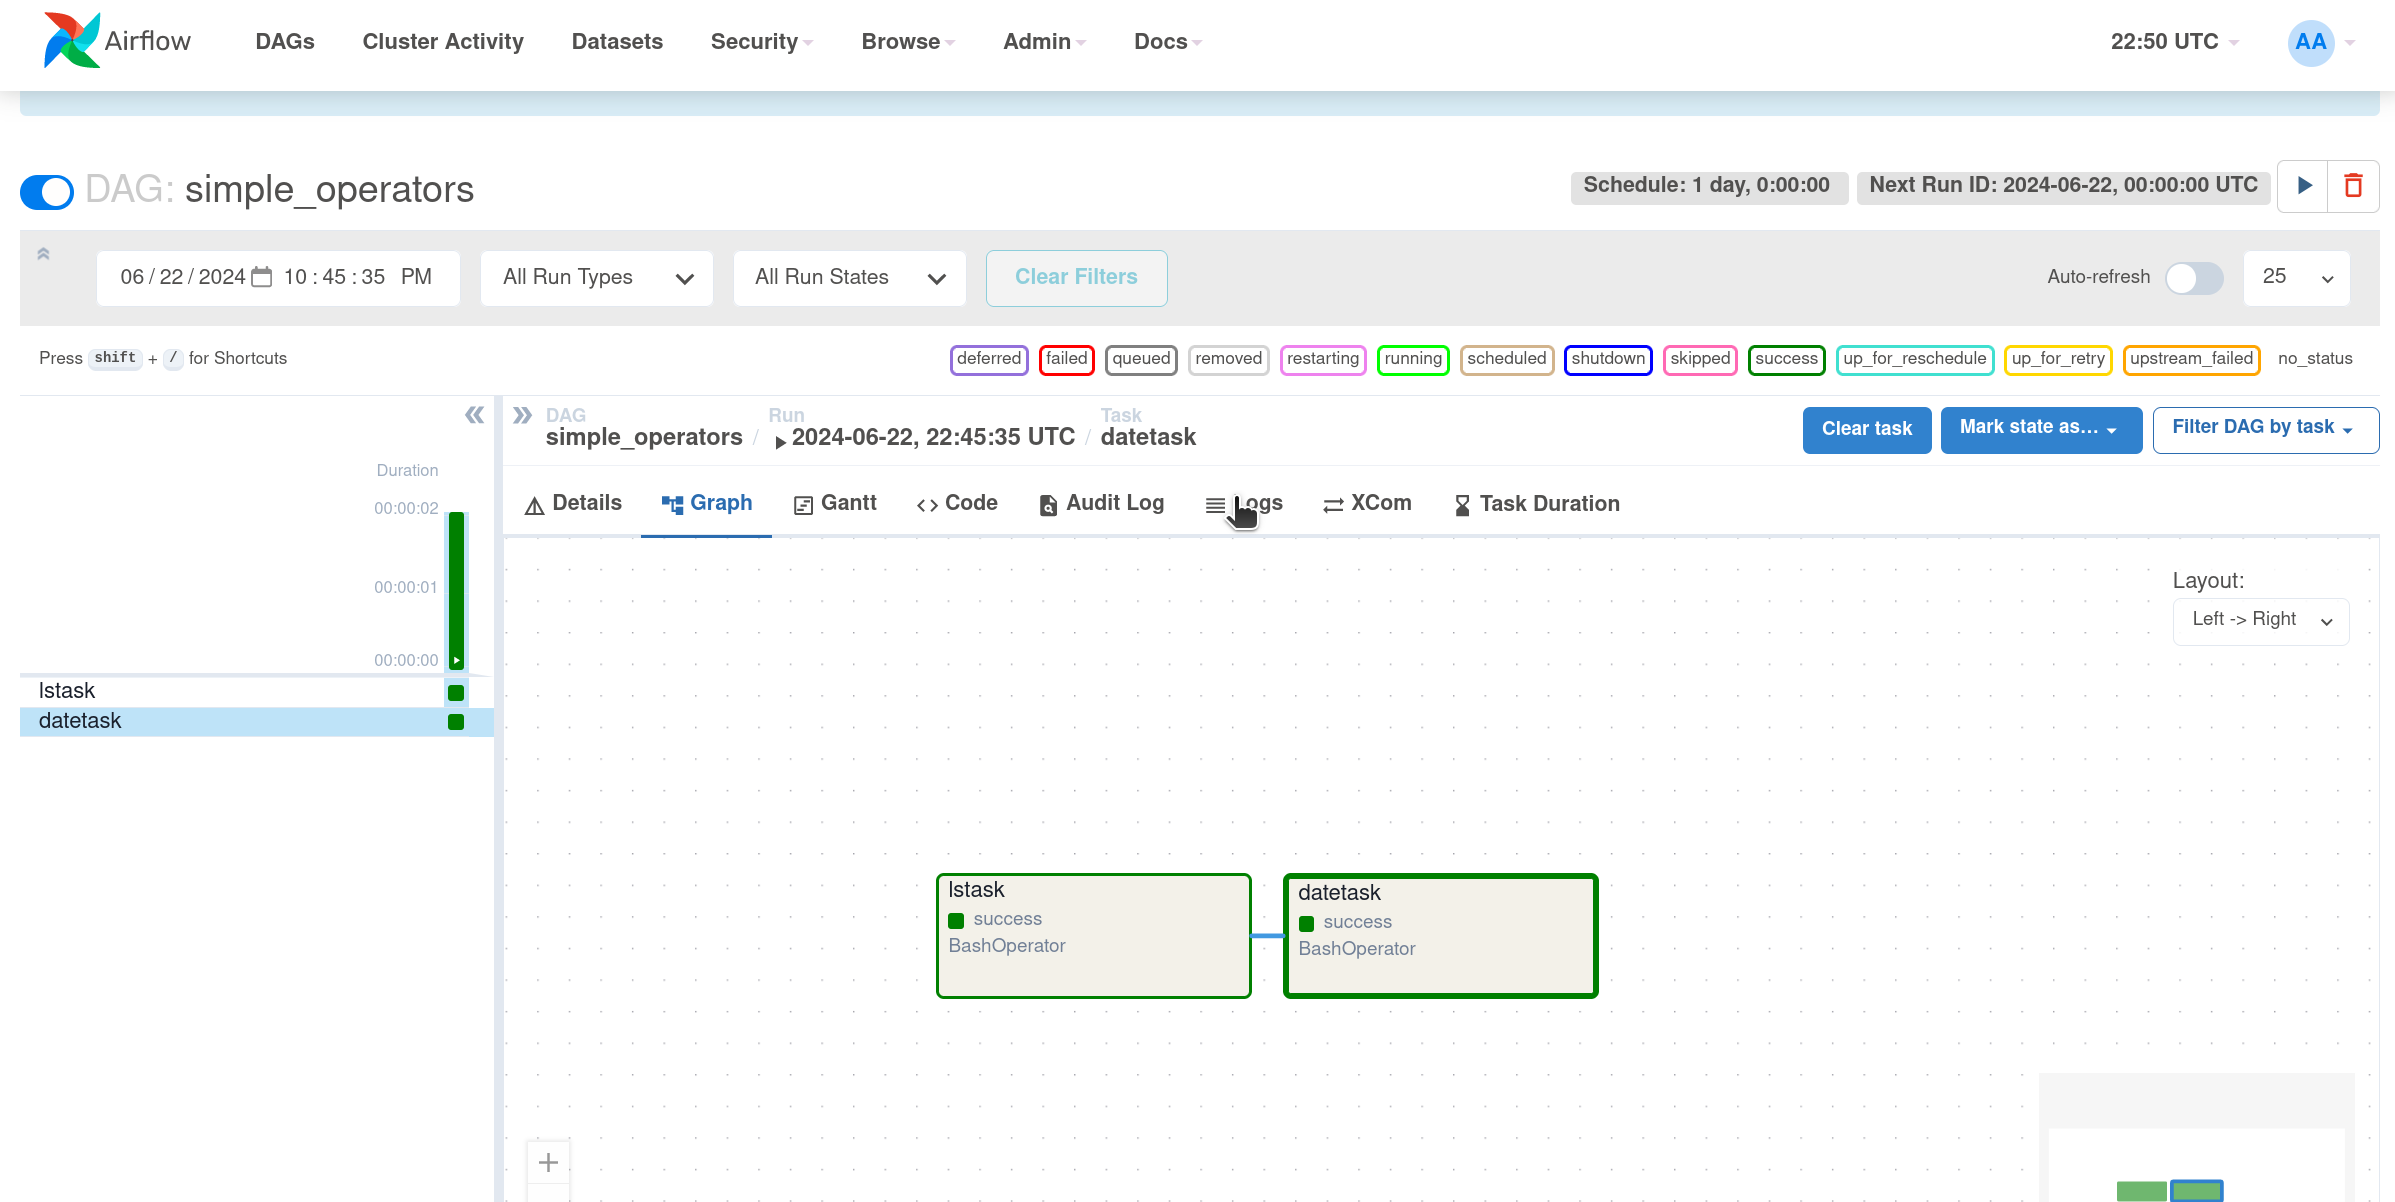 Airflow DAGs Cluster Activity Datasets Security Browse Admin Docs 22:50 UTC AA
DAG: simple_operators Schedule: 1 day, 0:00:00 Next Run ID: 2024-06-22, 00:00:00 UTC
06 / 22 / 2024 10 : 45 : 35 PM All Run Types All Run States Clear Filters Auto-refresh 25
Press shift + / for Shortcuts deferred failed queued removed restarting running scheduled shutdown skipped success up_for_reschedule up_for_retry upstream_failed no_status
DAG Run Task
simple_operators / 2024-06-22, 22:45:35 UTC / datetask Clear task Mark state as... Filter DAG by task
Details Graph Gantt Code Audit Log Logs XCom Task Duration
Duration
00:00:02
00:00:01
00:00:00
lstask
datetask
Layout:
Left -> Right
lstask
success
BashOperator
datetask
success
BashOperator